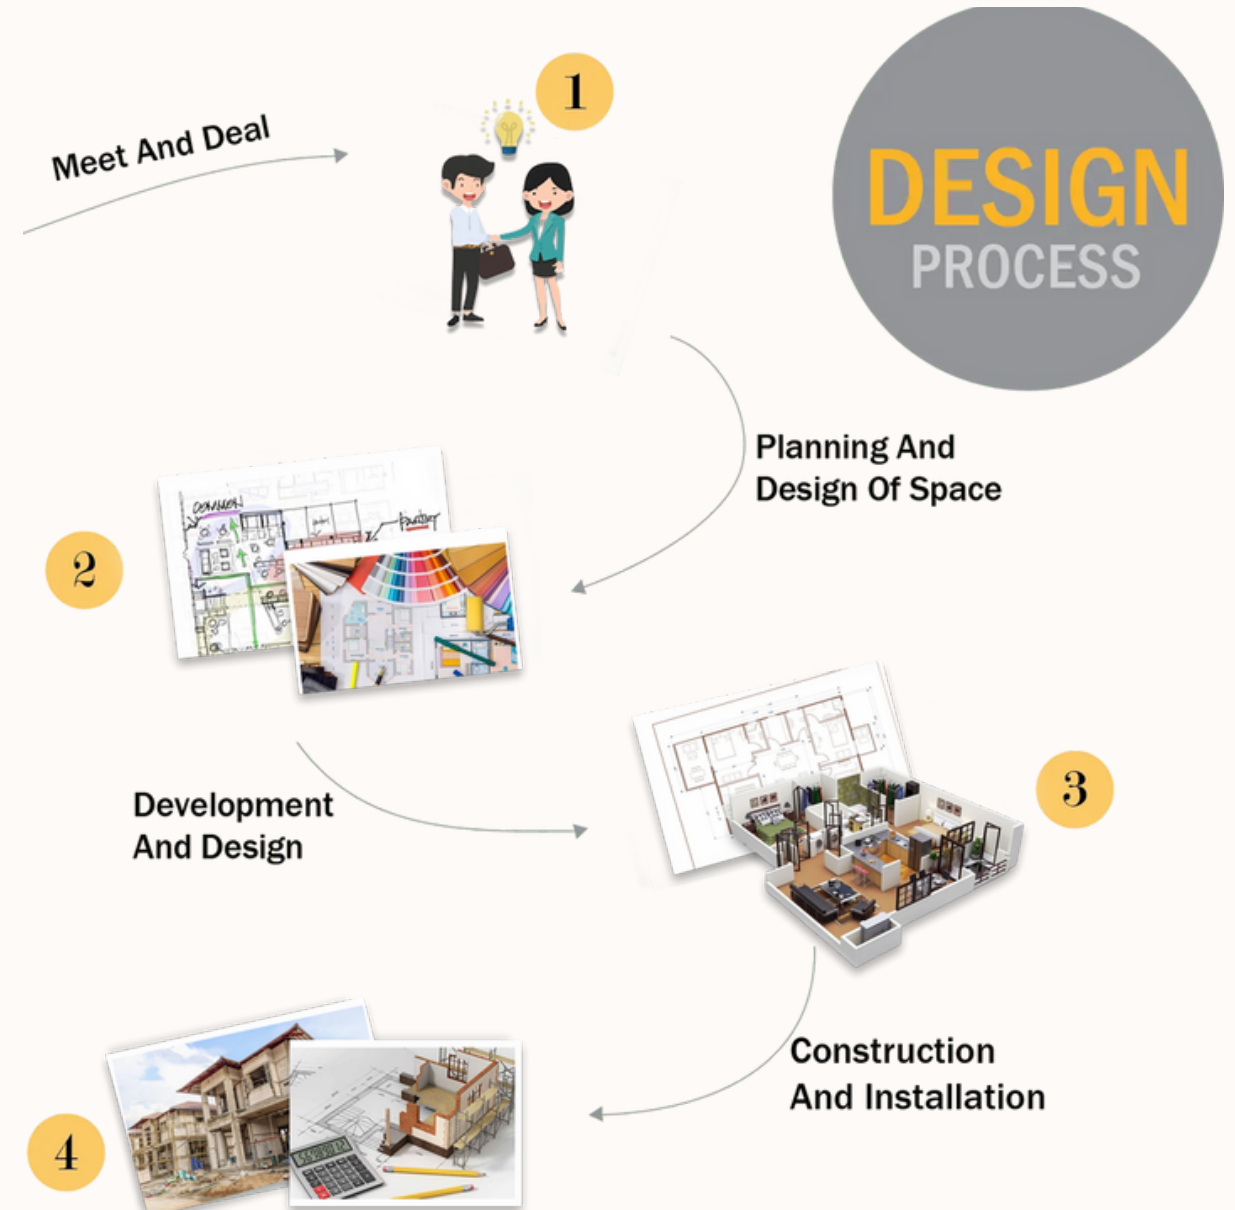 DESIGN
PROCESS
Meet And Deal
1
Planning And
Design Of Space
2
COMMON
Development
And Design
3
Construction
And Installation
4